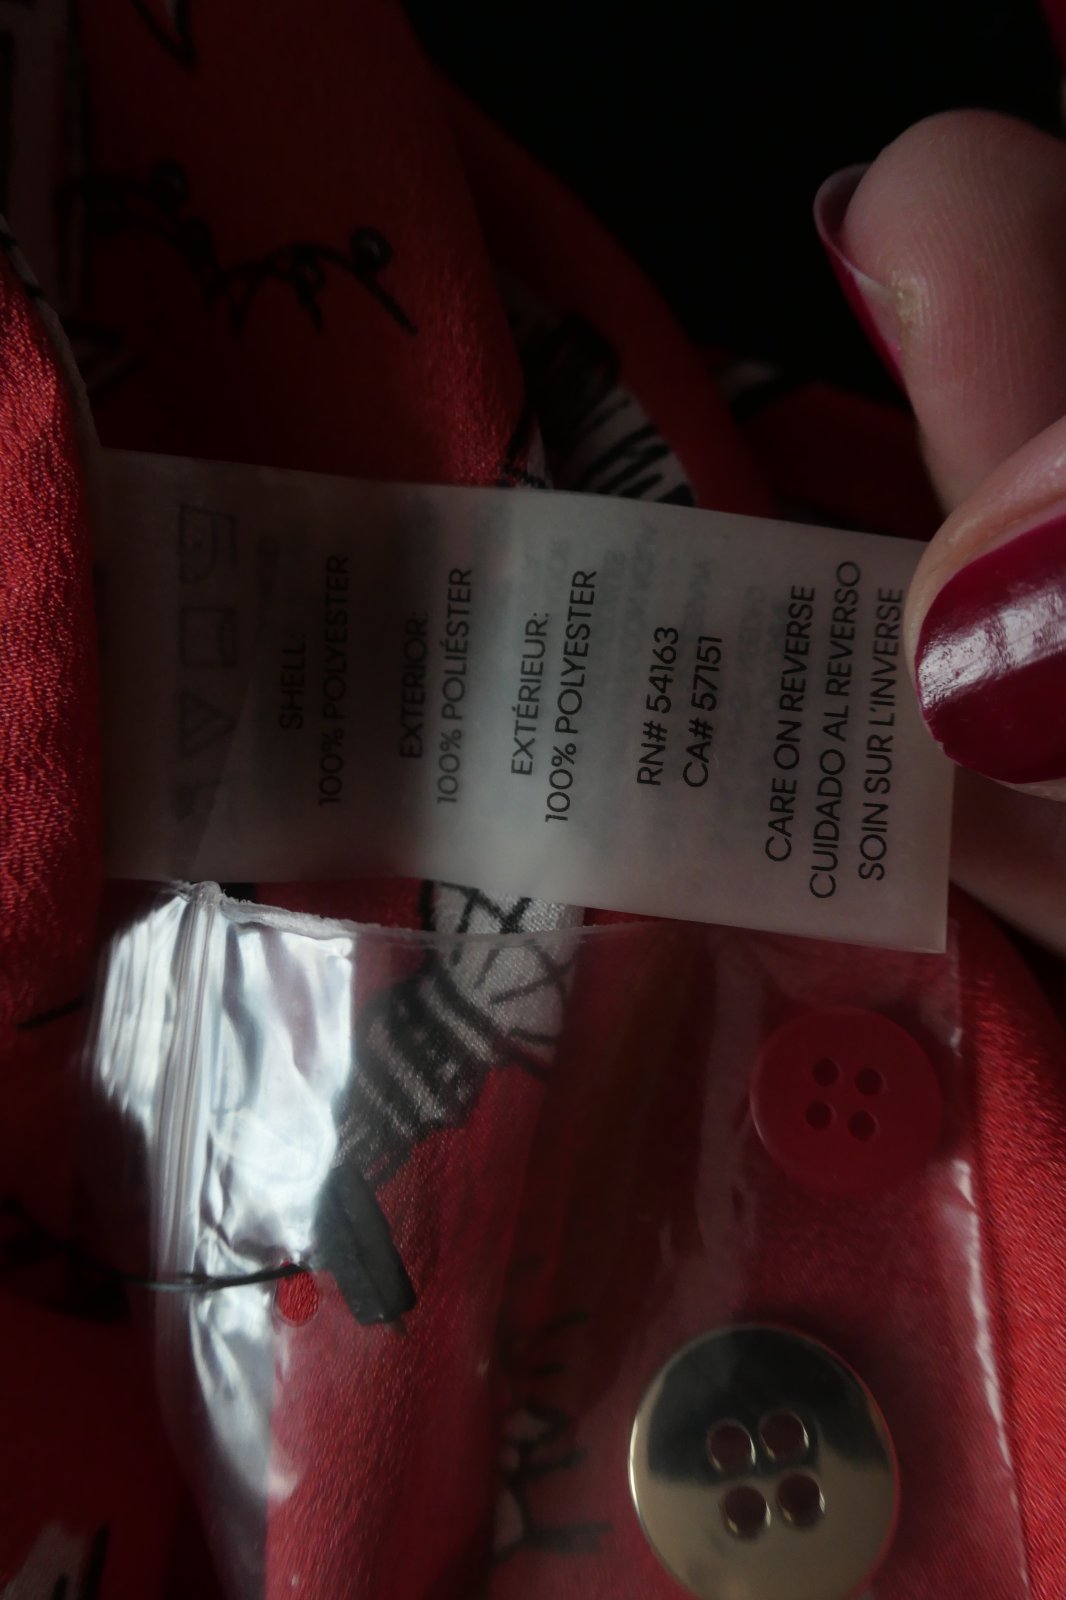 SHELL:
100% POLYESTER
EXTERIOR:
100% POLIÉSTER
EXTÉRIEUR:
100% POLYESTER
RN# 54163
CA# 57151
CARE ON REVERSE
CUIDADO AL REVERSO
SOIN SUR L'INVERSE